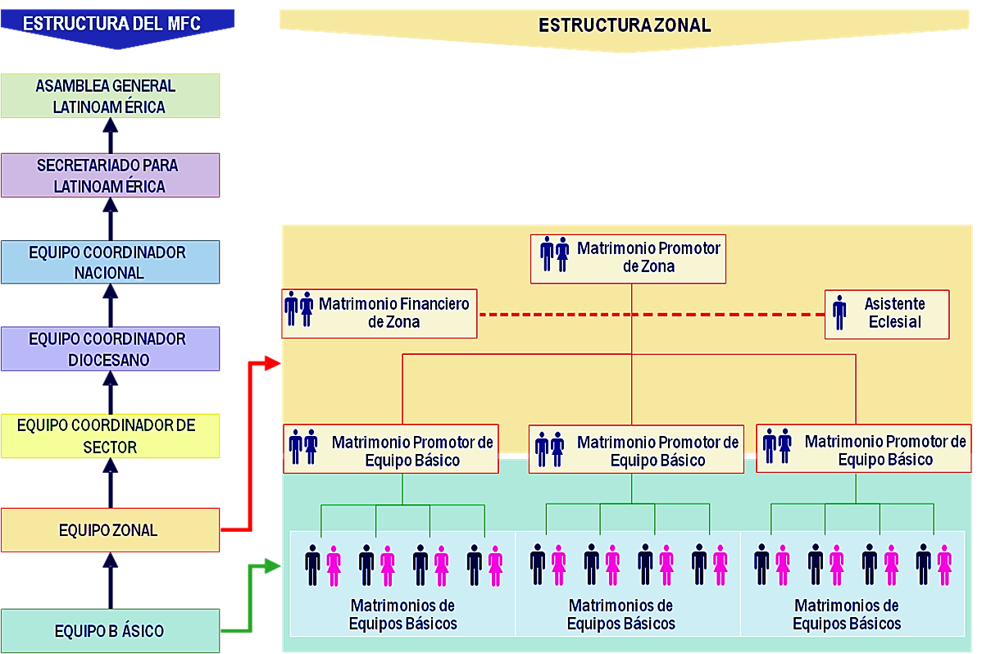 ESTRUCTURA DEL MFC
ESTRUCTURA ZONAL
ASAMBLEA GENERAL
LATINOAM ÉRICA
SECRETARIADO PARA
LATINOAM ÉRICA
EQUIPO COORDINADOR
NACIONAL
EQUIPO COORDINADOR
DIOCESANO
EQUIPO COORDINADOR DE
SECTOR
EQUIPO ZONAL
EQUIPO B ÁSICO
Matrimonio Promotor
de Zona
Matrimonio Financiero
de Zona
Asistente
Eclesial
Matrimonio Promotor de
Equipo Básico
Matrimonio Promotor de
Equipo Básico
Matrimonio Promotor de
Equipo Básico
Matrimonios de
Equipos Básicos
Matrimonios de
Equipos Básicos
Matrimonios de
Equipos Básicos